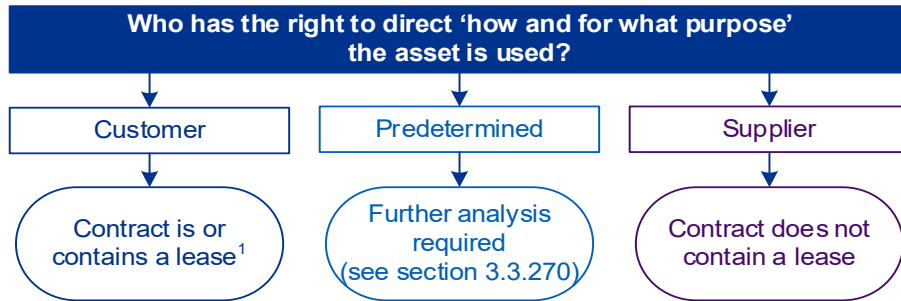 Who has the right to direct ‘how and for what purpose’
the asset is used?
Customer
Predetermined
Supplier
Contract is or
contains a lease¹
Further analysis
required
(see section 3.3.270)
Contract does not
contain a lease